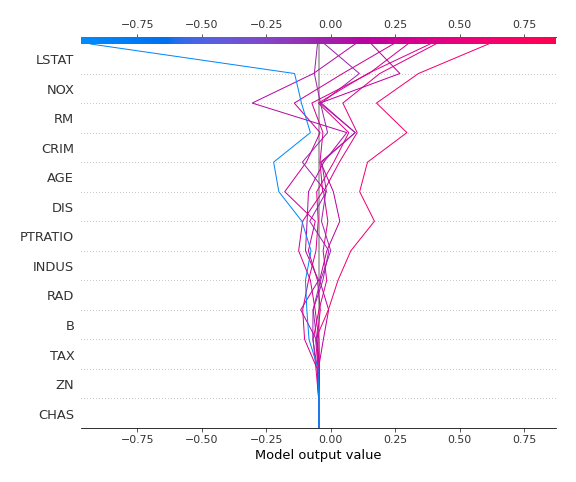 −0.75 −0.50 −0.25 0.00 0.25 0.50 0.75
LSTAT
NOX
RM
CRIM
AGE
DIS
PTRATIO
INDUS
RAD
B
TAX
ZN
CHAS
−0.75 −0.50 −0.25 0.00 0.25 0.50 0.75
Model output value